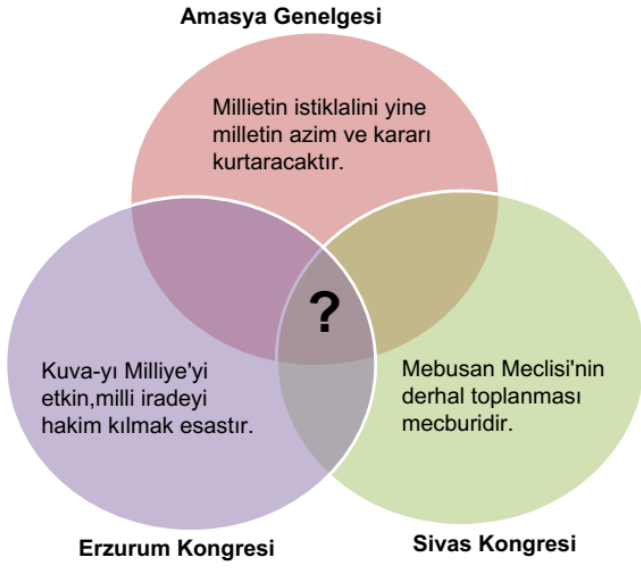 Amasya Genelgesi
Millietin istiklalini yine
milletin azim ve kararı
kurtaracaktır.
?
Kuva-yı Milliye'yi
etkin,milli iradeyi
hakim kılmak esastır.
Mebusan Meclisi'nin
derhal toplanması
mecburidir.
Erzurum Kongresi
Sivas Kongresi